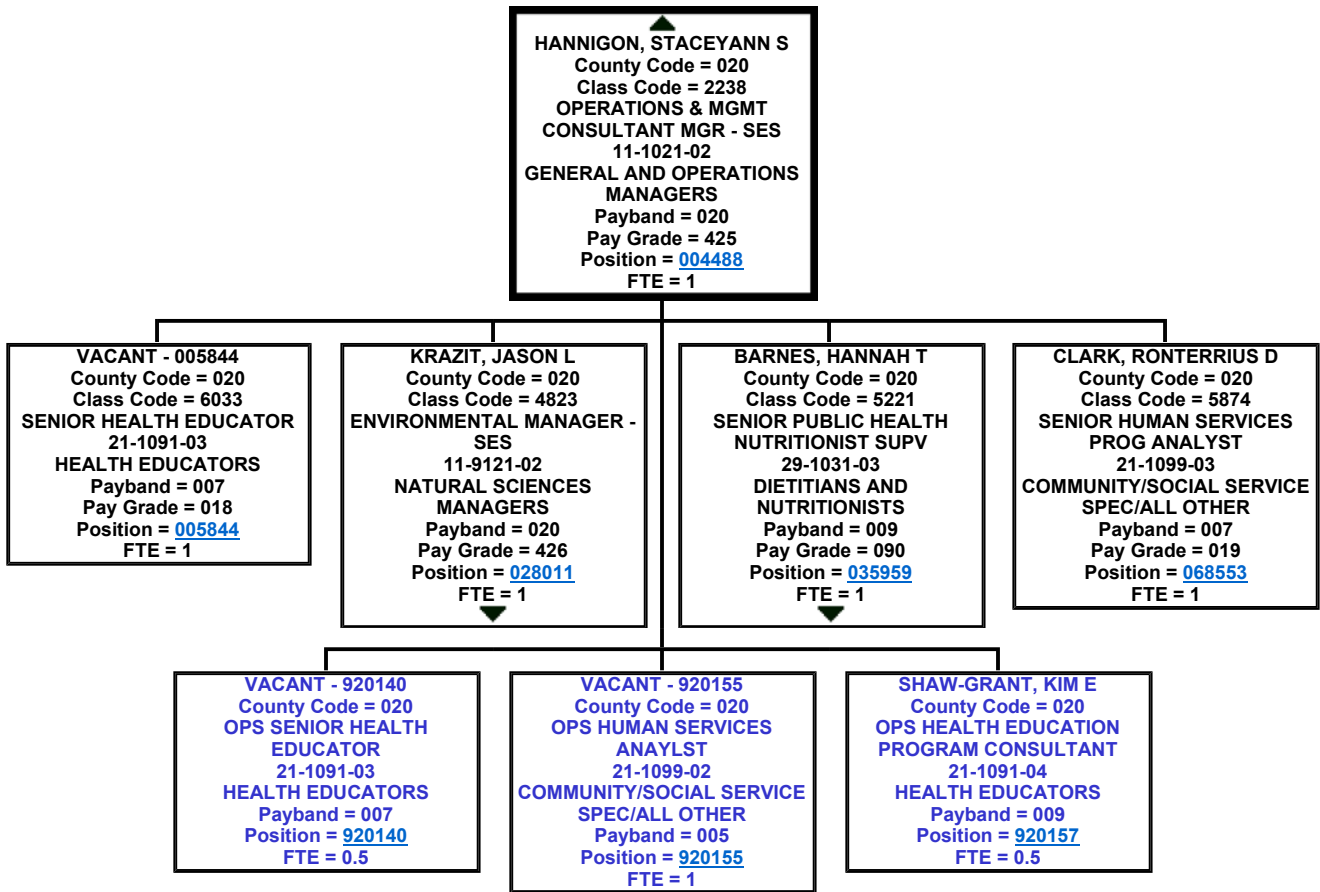 HANNIGON, STACEYANN S
County Code = 020
Class Code = 2238
OPERATIONS & MGMT
CONSULTANT MGR - SES
11-1021-02
GENERAL AND OPERATIONS
MANAGERS
Payband = 020
Pay Grade = 425
Position = 004488
FTE = 1
VACANT - 005844
County Code = 020
Class Code = 6033
SENIOR HEALTH EDUCATOR
21-1091-03
HEALTH EDUCATORS
Payband = 007
Pay Grade = 018
Position = 005844
FTE = 1
KRAZIT, JASON L
County Code = 020
Class Code = 4823
ENVIRONMENTAL MANAGER -
SES
11-9121-02
NATURAL SCIENCES
MANAGERS
Payband = 020
Pay Grade = 426
Position = 028011
FTE = 1
BARNES, HANNAH T
County Code = 020
Class Code = 5221
SENIOR PUBLIC HEALTH
NUTRITIONIST SUPV
29-1031-03
DIETITIANS AND
NUTRITIONISTS
Payband = 009
Pay Grade = 090
Position = 035959
FTE = 1
CLARK, RONTERRIUS D
County Code = 020
Class Code = 5874
SENIOR HUMAN SERVICES
PROG ANALYST
21-1099-03
COMMUNITY/SOCIAL SERVICE
SPEC/ALL OTHER
Payband = 007
Pay Grade = 019
Position = 068553
FTE = 1
VACANT - 920140
County Code = 020
OPS SENIOR HEALTH
EDUCATOR
21-1091-03
HEALTH EDUCATORS
Payband = 007
Position = 920140
FTE = 0.5
VACANT - 920155
County Code = 020
OPS HUMAN SERVICES
ANAYLST
21-1099-02
COMMUNITY/SOCIAL SERVICE
SPEC/ALL OTHER
Payband = 005
Position = 920155
FTE = 1
SHAW-GRANT, KIM E
County Code = 020
OPS HEALTH EDUCATION
PROGRAM CONSULTANT
21-1091-04
HEALTH EDUCATORS
Payband = 009
Position = 920157
FTE = 0.5